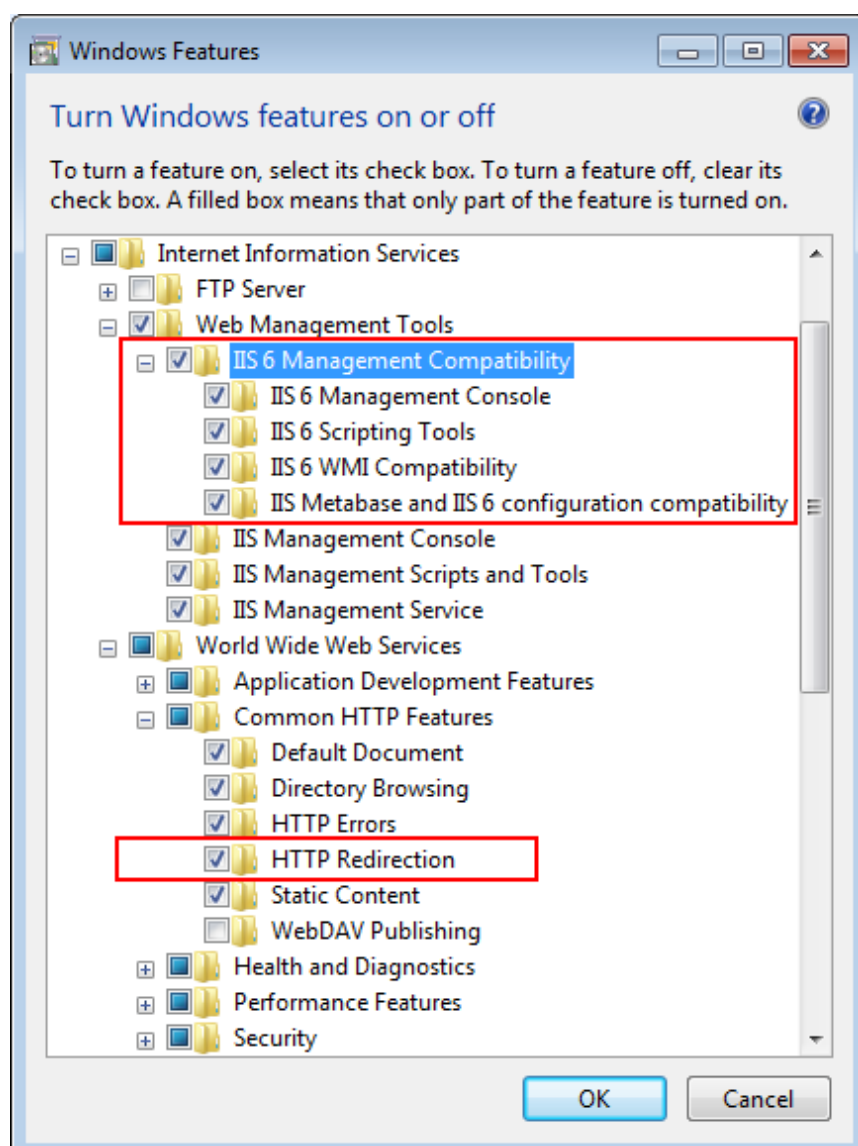 Windows Features
Turn Windows features on or off
To turn a feature on, select its check box. To turn a feature off, clear its
check box. A filled box means that only part of the feature is turned on.
Internet Information Services
FTP Server
Web Management Tools
IIS 6 Management Compatibility
IIS 6 Management Console
IIS 6 Scripting Tools
IIS 6 WMI Compatibility
IIS Metabase and IIS 6 configuration compatibility
IIS Management Console
IIS Management Scripts and Tools
IIS Management Service
World Wide Web Services
Application Development Features
Common HTTP Features
Default Document
Directory Browsing
HTTP Errors
HTTP Redirection
Static Content
WebDAV Publishing
Health and Diagnostics
Performance Features
Security
OK
Cancel